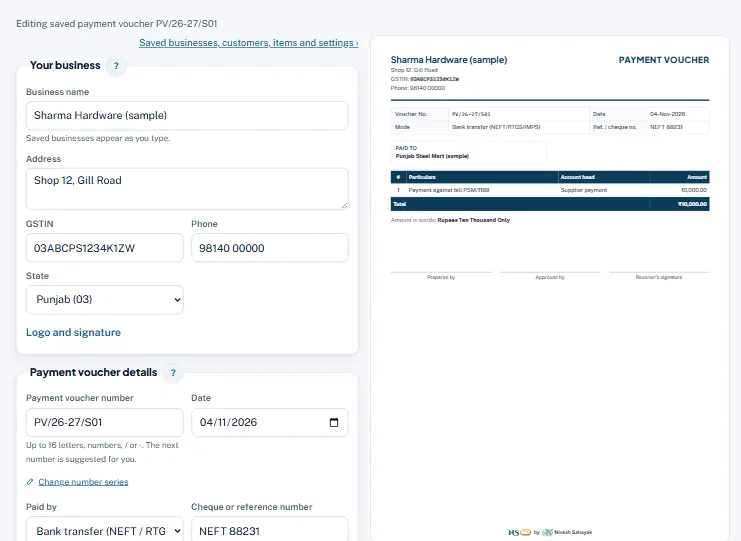 Editing saved payment voucher PV/26-27/S01
Saved businesses, customers, items and settings ›
Your business ?
Business name
Sharma Hardware (sample)
Saved businesses appear as you type.
Address
Shop 12, Gill Road
GSTIN
Phone
03ABCPS1234K1ZW
98140 00000
State
Punjab (03)
Logo and signature
Payment voucher details ?
Payment voucher number
Date
PV/26-27/S01
04/11/2026
Up to 16 letters, numbers, / or -. The next
number is suggested for you.
Change number series
Paid by
Cheque or reference number
Bank transfer (NEFT / RTG
NEFT 88231
Sharma Hardware (sample)
PAYMENT VOUCHER
Shop 12, Gill Road
GSTIN: 03ABCPS1234K1ZW
Phone: 98140 00000
Voucher No. PV/26-27/S01 Date 04-Nov-2026
Mode Bank transfer (NEFT/RTGS/IMPS) Ref. / cheque no. NEFT 88231
PAID TO
Punjab Steel Mart (sample)
# Particulars Account head Amount
1 Payment against bill PSM/1189 Supplier payment 10,000.00
Total ₹10,000.00
Amount in words: Rupees Ten Thousand Only
Prepared by Approved by Receiver's signature
by Nivesh Sahayak